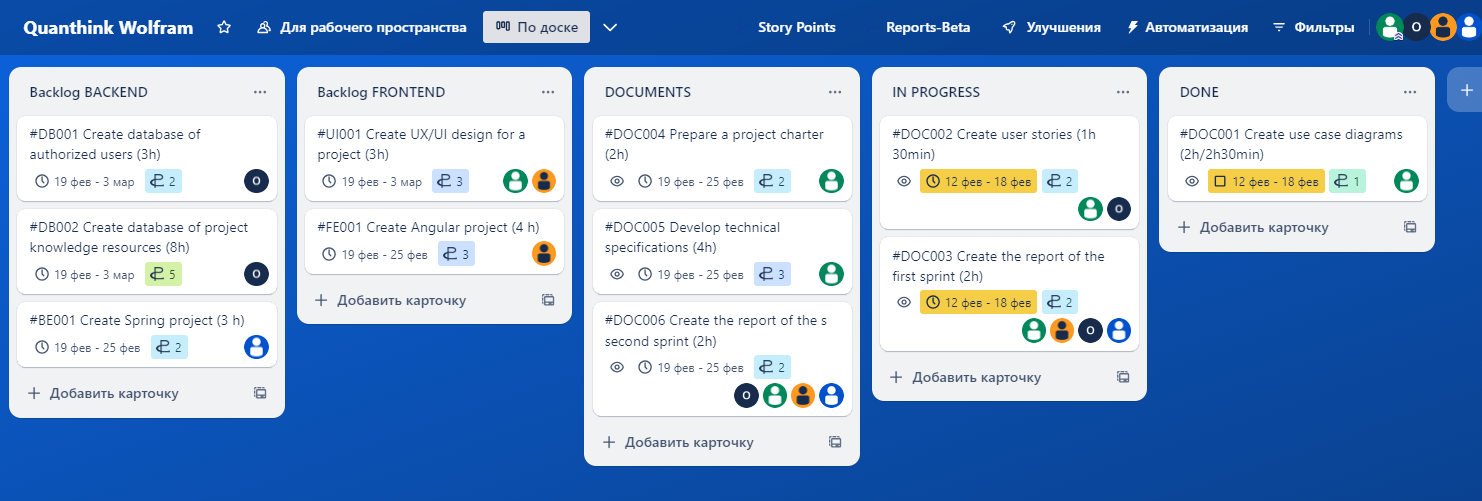 Quanthink Wolfram
Для рабочего пространства
По доске
Story Points
Reports-Beta
Улучшения
Автоматизация
Фильтры
O
Backlog BACKEND
#DB001 Create database of
authorized users (3h)
19 фев - 3 мар
2
O
#DB002 Create database of project
knowledge resources (8h)
19 фев - 3 мар
5
O
#BE001 Create Spring project (3 h)
19 фев - 25 фев
2
Добавить карточку
Backlog FRONTEND
#UI001 Create UX/UI design for a
project (3h)
19 фев - 3 мар
3
#FE001 Create Angular project (4 h)
19 фев - 25 фев
3
Добавить карточку
DOCUMENTS
#DOC004 Prepare a project charter
(2h)
19 фев - 25 фев
2
#DOC005 Develop technical
specifications (4h)
19 фев - 25 фев
3
#DOC006 Create the report of the s
second sprint (2h)
19 фев - 25 фев
2
O
Добавить карточку
IN PROGRESS
#DOC002 Create user stories (1h
30min)
12 фев - 18 фев
2
O
#DOC003 Create the report of the
first sprint (2h)
12 фев - 18 фев
2
O
Добавить карточку
DONE
#DOC001 Create use case diagrams
(2h/2h30min)
12 фев - 18 фев
1
Добавить карточку